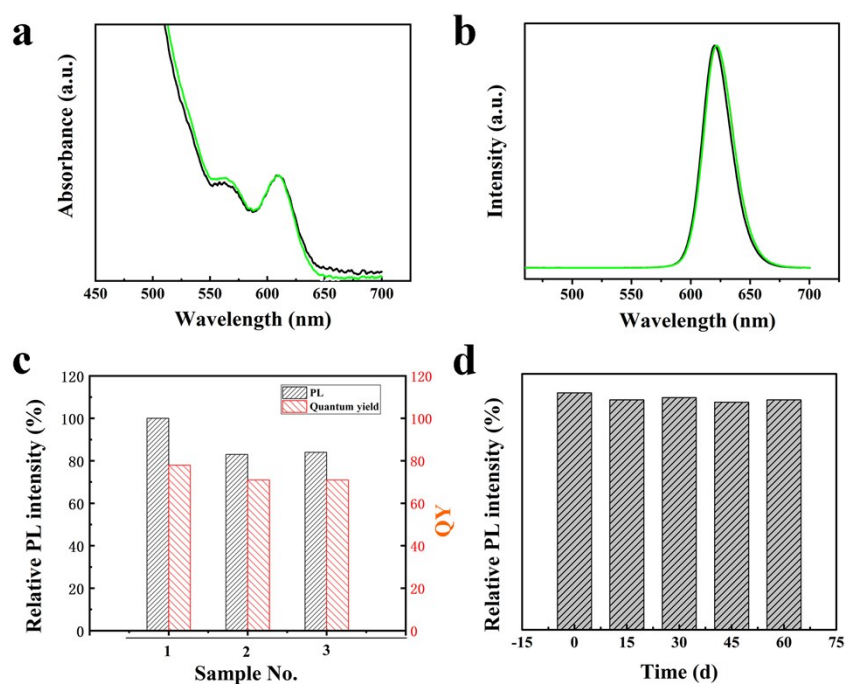 a
Absorbance (a.u.)
450 500 550 600 650 700
Wavelength (nm)
b
Intensity (a.u.)
500 550 600 650 700
Wavelength (nm)
c
Relative PL intensity (%)
120
100
80
60
40
20
0
PL
Quantum yield
120
100
80
60
40
20
0
QY
1 2 3
Sample No.
d
Relative PL intensity (%)
-15 0 15 30 45 60 75
Time (d)